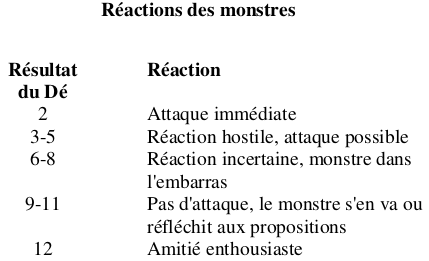 Réactions des monstres
Résultat du Dé Réaction
2 Attaque immédiate
3-5 Réaction hostile, attaque possible
6-8 Réaction incertaine, monstre dans
l'embarras
9-11 Pas d'attaque, le monstre s'en va ou
réfléchit aux propositions
12 Amitié enthousiaste